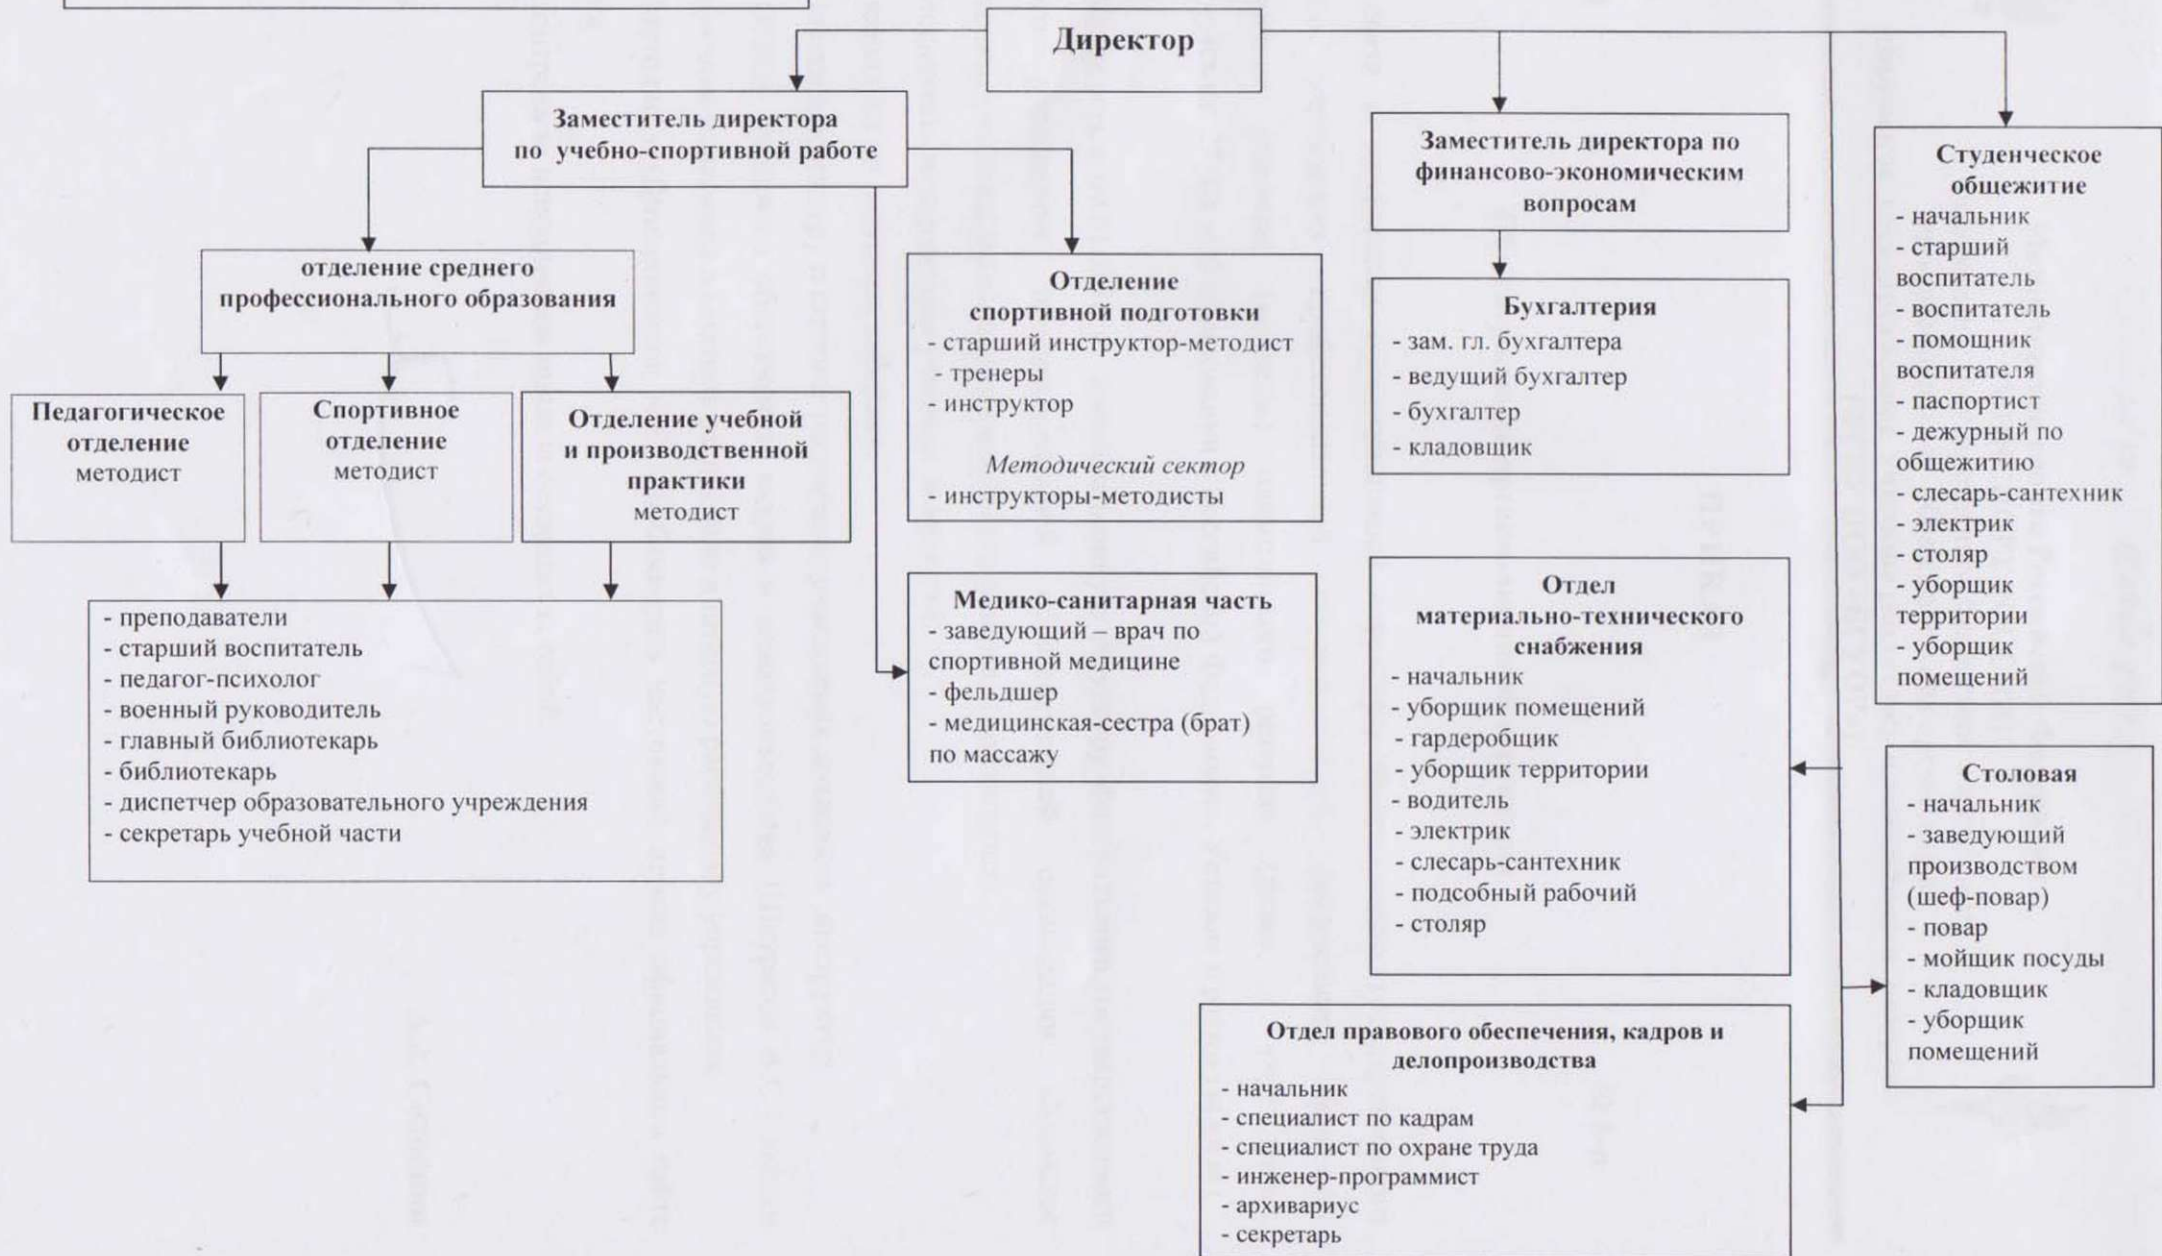 Директор
Заместитель директора
по учебно-спортивной работе
отделение среднего
профессионального образования
Педагогическое
отделение
методист
Спортивное
отделение
методист
Отделение учебной
и производственной
практики
методист
- преподаватели
- старший воспитатель
- педагог-психолог
- военный руководитель
- главный библиотекарь
- библиотекарь
- диспетчер образовательного учреждения
- секретарь учебной части
Отделение
спортивной подготовки
- старший инструктор-методист
- тренеры
- инструктор
Методический сектор
- инструкторы-методисты
Медико-санитарная часть
- заведующий – врач по
спортивной медицине
- фельдшер
- медицинская-сестра (брат)
по массажу
Заместитель директора по
финансово-экономическим
вопросам
Бухгалтерия
- зам. гл. бухгалтера
- ведущий бухгалтер
- бухгалтер
- кладовщик
Отдел
материально-технического
снабжения
- начальник
- уборщик помещений
- гардеробщик
- уборщик территории
- водитель
- электрик
- слесарь-сантехник
- подсобный рабочий
- столяр
Отдел правового обеспечения, кадров и
делопроизводства
- начальник
- специалист по кадрам
- специалист по охране труда
- инженер-программист
- архивариус
- секретарь
Студенческое
общежитие
- начальник
- старший
воспитатель
- воспитатель
- помощник
воспитателя
- паспортист
- дежурный по
общежитию
- слесарь-сантехник
- электрик
- столяр
- уборщик
территории
- уборщик
помещений
Столовая
- начальник
- заведующий
производством
(шеф-повар)
- повар
- мойщик посуды
- кладовщик
- уборщик
помещений